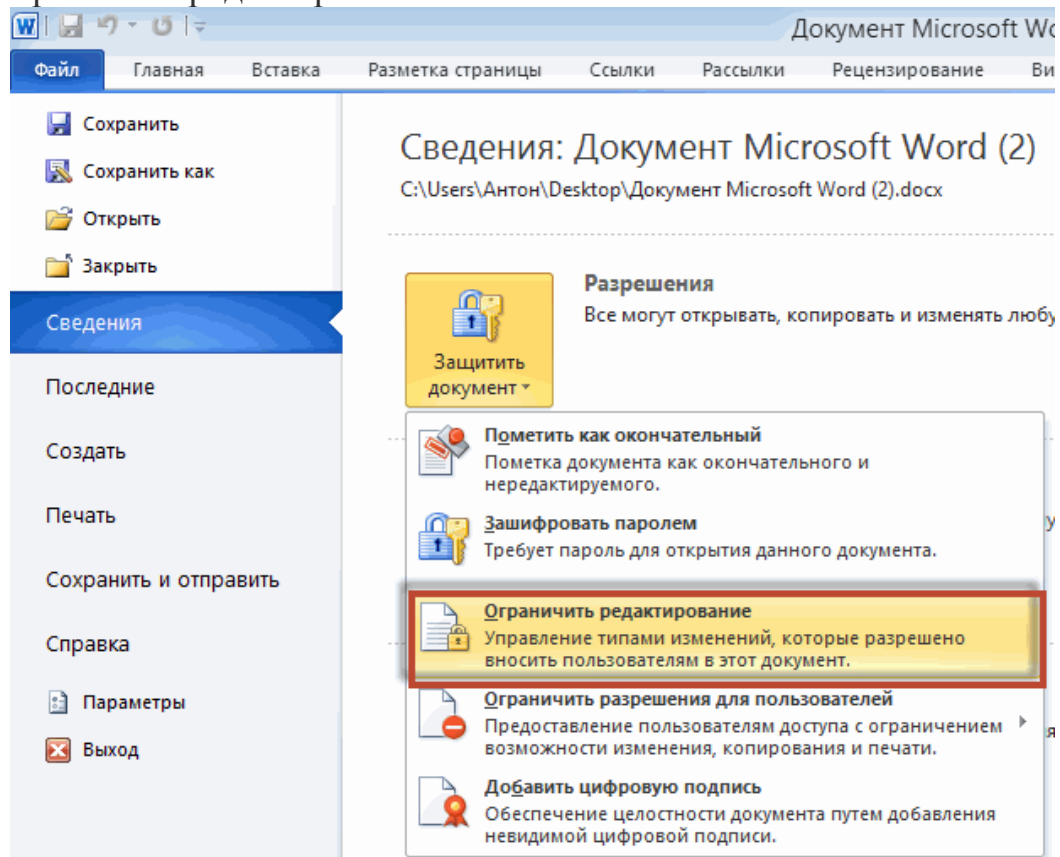 Документ Microsoft
Файл Главная Вставка Разметка страницы Ссылки Рассылки Рецензирование
Сохранить
Сохранить как
Открыть
Закрыть
Сведения
Последние
Создать
Печать
Сохранить и отправить
Справка
Параметры
Выход
Сведения: Документ Microsoft Word (2)
C:\Users\Антон\Desktop\Документ Microsoft Word (2).docx
Защитить
документ
Разрешения
Все могут открывать, копировать и изменять
Пометить как окончательный
Пометка документа как окончательного и
нередактируемого.
Зашифровать паролем
Требует пароль для открытия данного документа.
Ограничить редактирование
Управление типами изменений, которые разрешено
вносить пользователям в этот документ.
Ограничить разрешения для пользователей
Предоставление пользователям доступа с ограничением
возможности изменения, копирования и печати.
Добавить цифровую подпись
Обеспечение целостности документа путем добавления
невидимой цифровой подписи.